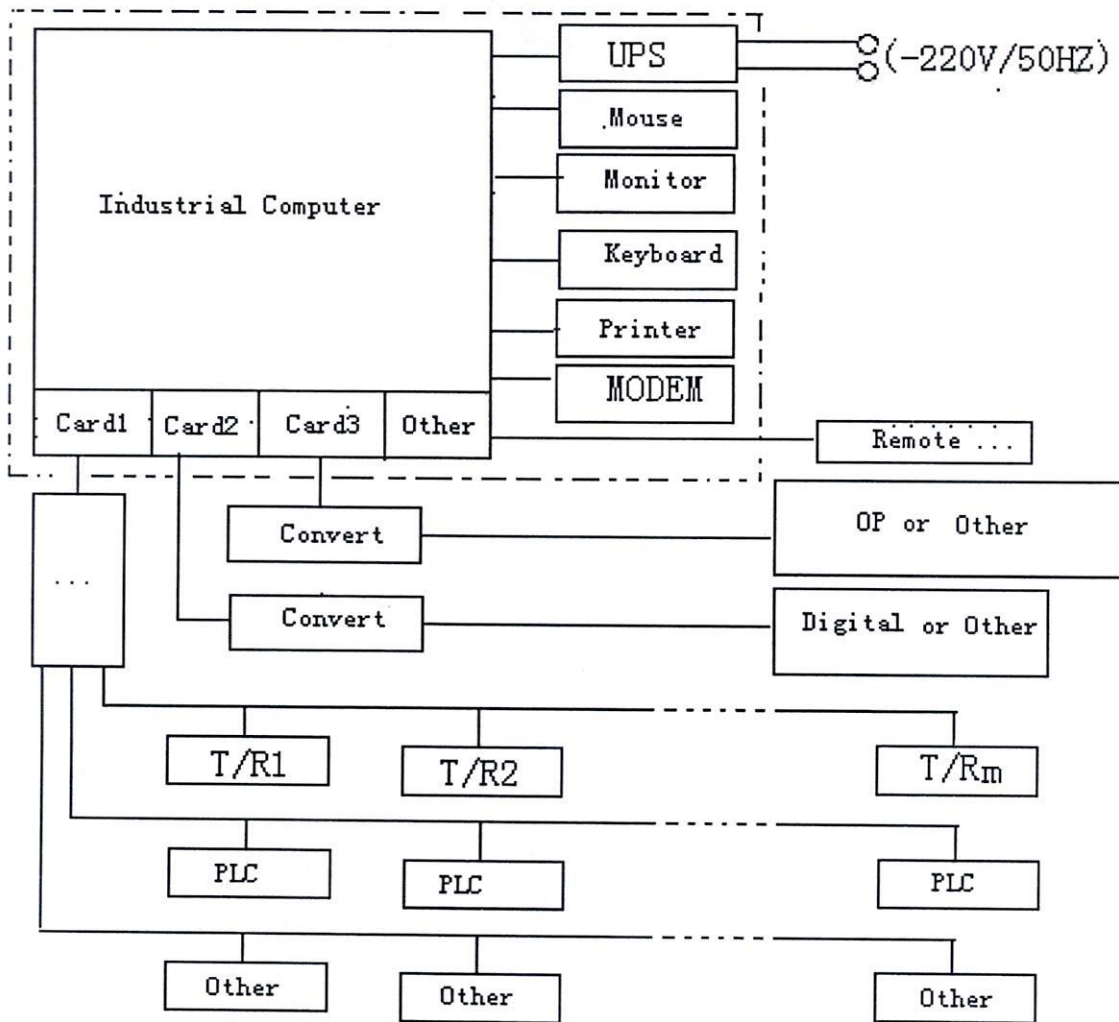 UPS
(-220V/50HZ)
Mouse
Monitor
Industrial Computer
Keyboard
Printer
MODEM
Card1 Card2 Card3 Other
Remote ...
Convert
OP or Other
...
Convert
Digital or Other
T/R1 T/R2 T/Rm
PLC PLC PLC
Other Other Other